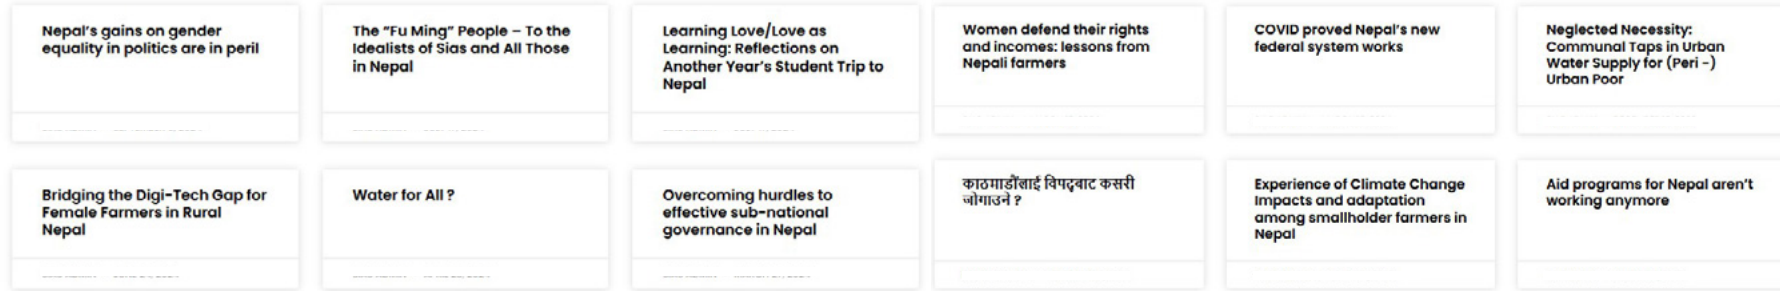 Nepal's gains on gender
equality in politics are in peril
The "Fu Ming" People – To the
Idealists of Sias and All Those
in Nepal
Learning Love/Love as
Learning: Reflections on
Another Year's Student Trip to
Nepal
Women defend their rights
and incomes: lessons from
Nepali farmers
COVID proved Nepal's new
federal system works
Neglected Necessity:
Communal Taps in Urban
Water Supply for (Peri –)
Urban Poor
Bridging the Digi-Tech Gap for
Female Farmers in Rural
Nepal
Water for All ?
Overcoming hurdles to
effective sub-national
governance in Nepal
काठमाडौंलाई विपद्बाट कसरी
जोगाउने ?
Experience of Climate Change
Impacts and adaptation
among smallholder farmers in
Nepal
Aid programs for Nepal aren't
working anymore